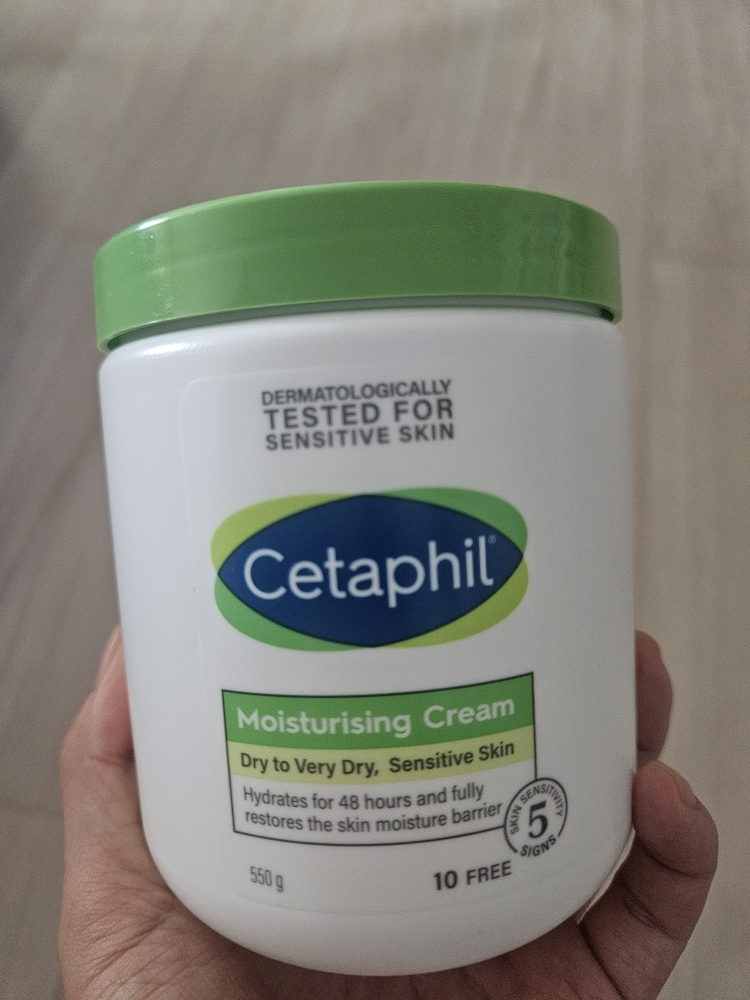 DERMATOLOGICALLY
TESTED FOR
SENSITIVE SKIN
Cetaphil®
Moisturising Cream
Dry to Very Dry, Sensitive Skin
Hydrates for 48 hours and fully
restores the skin moisture barrier
SKIN SENSITIVITY
5
SIGNS
550 g
10 FREE